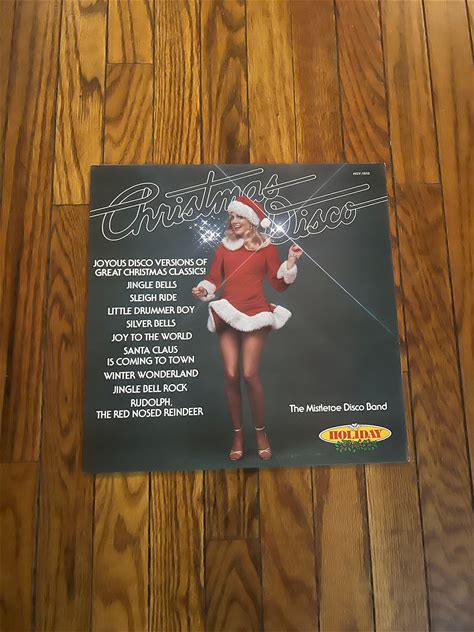 Christmas
Disco
JOYOUS DISCO VERSIONS OF
GREAT CHRISTMAS CLASSICS!
JINGLE BELLS
SLEIGH RIDE
LITTLE DRUMMER BOY
SILVER BELLS
JOY TO THE WORLD
SANTA CLAUS
IS COMING TO TOWN
WINTER WONDERLAND
JINGLE BELL ROCK
RUDOLPH,
THE RED NOSED REINDEER
The Mistletoe Disco Band
HOLIDAY